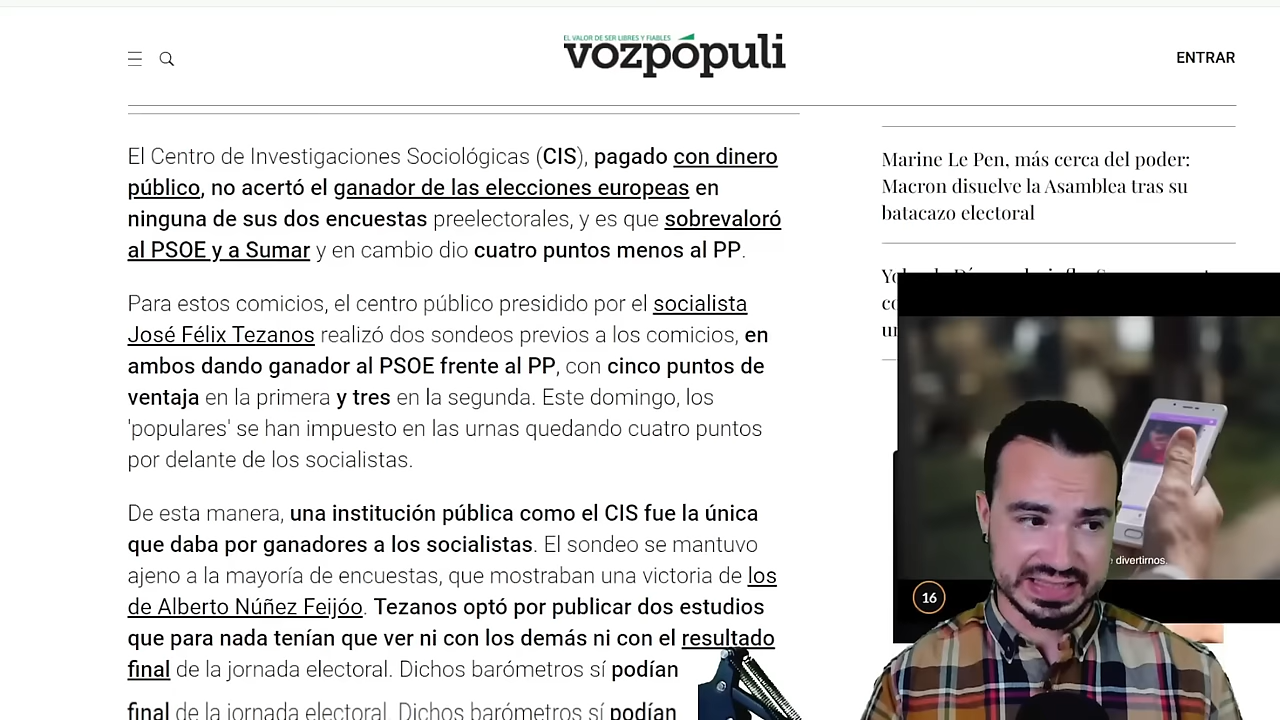 EL VALOR DE SER LIBRES Y FIABLES
vozpópuli
ENTRAR
El Centro de Investigaciones Sociológicas (CIS), pagado con dinero
público, no acertó el ganador de las elecciones europeas en
ninguna de sus dos encuestas preelectorales, y es que sobrevaloró
al PSOE y a Sumar y en cambio dio cuatro puntos menos al PP.
Para estos comicios, el centro público presidido por el socialista
José Félix Tezanos realizó dos sondeos previos a los comicios, en
ambos dando ganador al PSOE frente al PP, con cinco puntos de
ventaja en la primera y tres en la segunda. Este domingo, los
'populares' se han impuesto en las urnas quedando cuatro puntos
por delante de los socialistas.
De esta manera, una institución pública como el CIS fue la única
que daba por ganadores a los socialistas. El sondeo se mantuvo
ajeno a la mayoría de encuestas, que mostraban una victoria de los
de Alberto Núñez Feijóo. Tezanos optó por publicar dos estudios
que para nada tenían que ver ni con los demás ni con el resultado
final de la jornada electoral. Dichos barómetros sí podían
final de la jornada electoral. Dichos barómetros sí podían
Marine Le Pen, más cerca del poder:
Macron disuelve la Asamblea tras su
batacazo electoral
divertirnos.
16